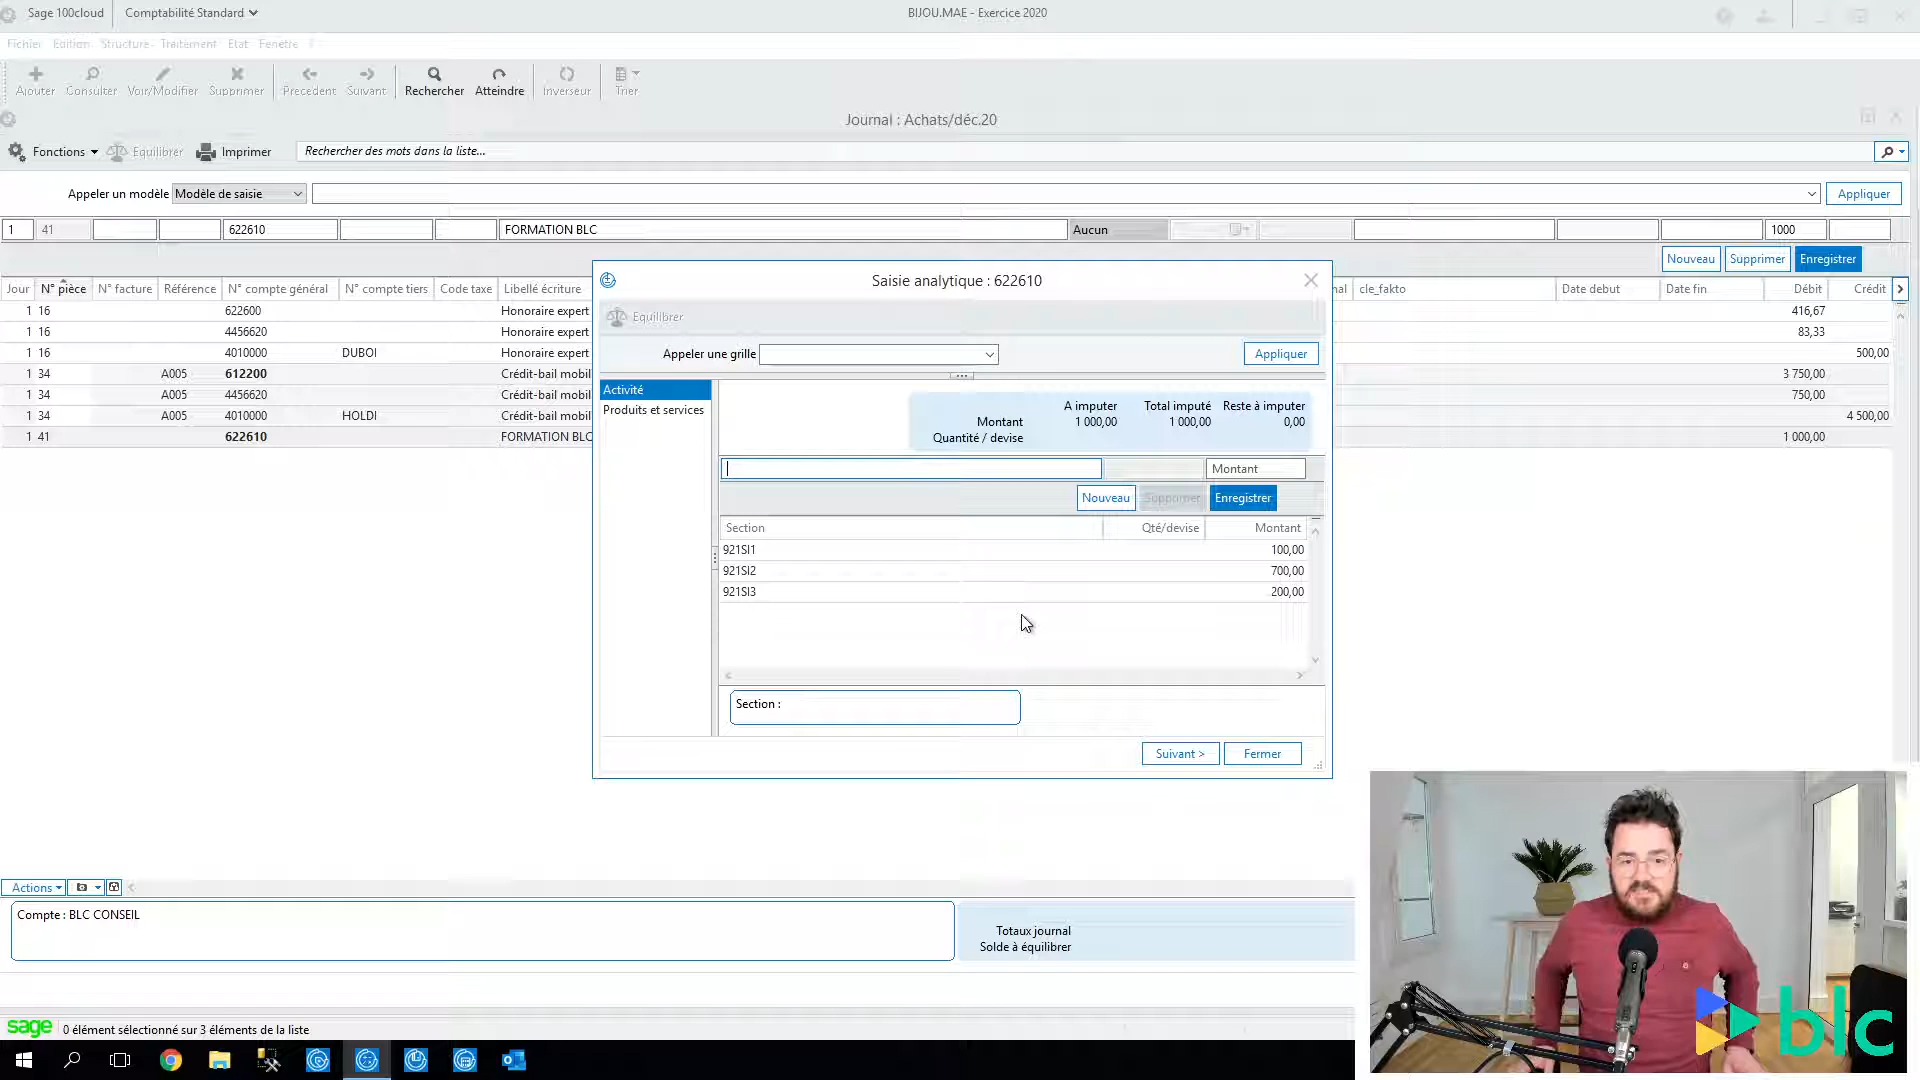 Sage 100cloud Comptabilité Standard BIJOU.MAE - Exercice 2020
Fichier Edition Structure Traitement Etat Fenêtre
Ajouter Consulter Voir/Modifier Supprimer Précédent Suivant Rechercher Atteindre Inverseur Trier
Journal : Achats/déc.20
Fonctions Equilibrer Imprimer Rechercher des mots dans la liste...
Appeler un modèle Modèle de saisie Appliquer
1 41 622610 FORMATION BLC Aucun 1000
Nouveau Supprimer Enregistrer
Jour N° pièce N° facture Référence N° compte général N° compte tiers Code taxe Libellé écriture nal cle_fakto Date debut Date fin Débit Crédit
1 16 622600 Honoraire expert 416,67
1 16 4456620 Honoraire expert 83,33
1 16 4010000 DUBOI Honoraire expert 500,00
1 34 A005 612200 Crédit-bail mobil 3 750,00
1 34 A005 4456620 Crédit-bail mobil 750,00
1 34 A005 4010000 HOLDI Crédit-bail mobil 4 500,00
1 41 622610 FORMATION BLC 1 000,00
Saisie analytique : 622610
Equilibrer
Appeler une grille Appliquer
Activité
Produits et services
A imputer Total imputé Reste à imputer
Montant 1 000,00 1 000,00 0,00
Quantité / devise
Montant
Nouveau Supprimer Enregistrer
Section Qté/devise Montant
921SI1 100,00
921SI2 700,00
921SI3 200,00
Section :
Suivant > Fermer
Actions
Compte : BLC CONSEIL
Totaux journal
Solde à équilibrer
sage 0 élément sélectionné sur 3 éléments de la liste
blc